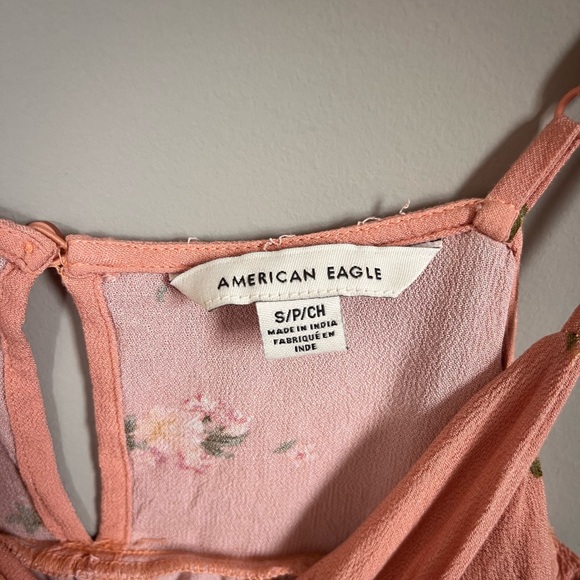 AMERICAN EAGLE
S/P/CH
MADE IN INDIA
FABRIQUÉ EN
INDE